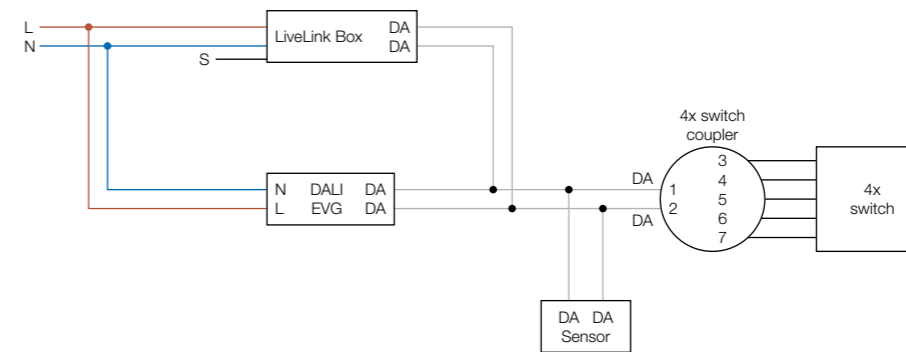 L
N
S
LiveLink Box
DA
DA
N DALI DA
L EVG DA
4x switch
coupler
DA
DA
1
2
3
4
5
6
7
4x
switch
DA DA
Sensor